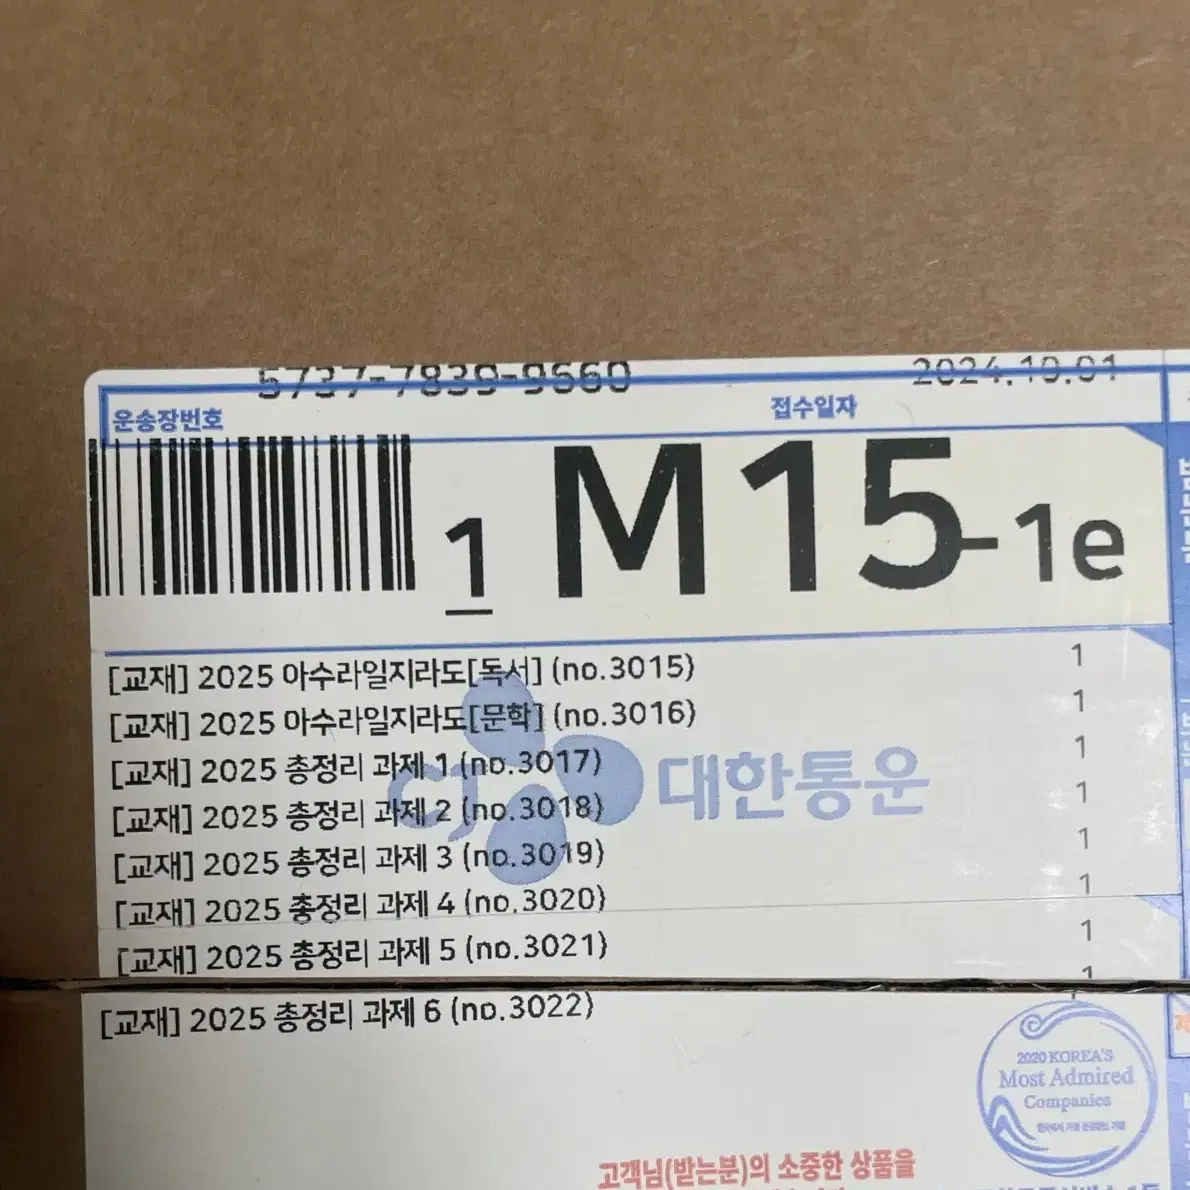 5737-7839-9560 2024.10.01
운송장번호 접수일자
1 M15-1e
[교재] 2025 아수라일지라도[독서] (no.3015) 1
[교재] 2025 아수라일지라도[문학] (no.3016) 1
[교재] 2025 총정리 과제 1 (no.3017) 1
[교재] 2025 총정리 과제 2 (no.3018) 1
[교재] 2025 총정리 과제 3 (no.3019) 1
[교재] 2025 총정리 과제 4 (no.3020) 1
[교재] 2025 총정리 과제 5 (no.3021) 1
[교재] 2025 총정리 과제 6 (no.3022) 1
CJ 대한통운
2020 KOREA'S
Most Admired
Companies
고객님(받는분)의 소중한 상품을